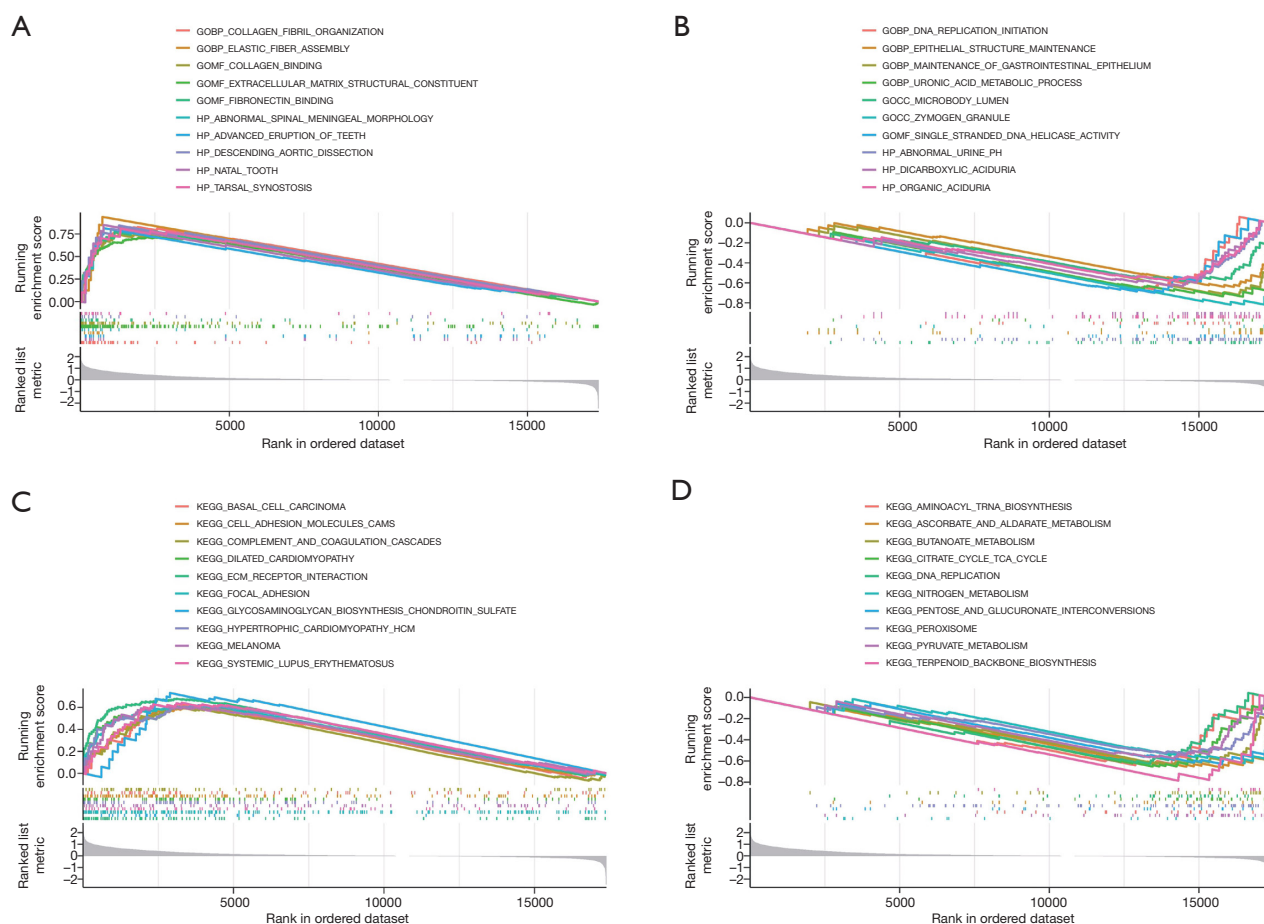 A
GOBP_COLLAGEN_FIBRIL_ORGANIZATION
GOBP_ELASTIC_FIBER_ASSEMBLY
GOMF_COLLAGEN_BINDING
GOMF_EXTRACELLULAR_MATRIX_STRUCTURAL_CONSTITUENT
GOMF_FIBRONECTIN_BINDING
HP_ABNORMAL_SPINAL_MENINGEAL_MORPHOLOGY
HP_ADVANCED_ERUPTION_OF_TEETH
HP_DESCENDING_AORTIC_DISSECTION
HP_NATAL_TOOTH
HP_TARSAL_SYNOSTOSIS
Running
enrichment score
0.75
0.50
0.25
0.00
Ranked list
metric
2
1
0
−1
−2
5000
10000
15000
Rank in ordered dataset
B
GOBP_DNA_REPLICATION_INITIATION
GOBP_EPITHELIAL_STRUCTURE_MAINTENANCE
GOBP_MAINTENANCE_OF_GASTROINTESTINAL_EPITHELIUM
GOBP_URONIC_ACID_METABOLIC_PROCESS
GOCC_MICROBODY_LUMEN
GOCC_ZYMOGEN_GRANULE
GOMF_SINGLE_STRANDED_DNA_HELICASE_ACTIVITY
HP_ABNORMAL_URINE_PH
HP_DICARBOXYLIC_ACIDURIA
HP_ORGANIC_ACIDURIA
Running
enrichment score
0.0
−0.2
−0.4
−0.6
−0.8
Ranked list
metric
2
1
0
−1
−2
5000
10000
15000
Rank in ordered dataset
C
KEGG_BASAL_CELL_CARCINOMA
KEGG_CELL_ADHESION_MOLECULES_CAMS
KEGG_COMPLEMENT_AND_COAGULATION_CASCADES
KEGG_DILATED_CARDIOMYOPATHY
KEGG_ECM_RECEPTOR_INTERACTION
KEGG_FOCAL_ADHESION
KEGG_GLYCOSAMINOGLYCAN_BIOSYNTHESIS_CHONDROITIN_SULFATE
KEGG_HYPERTROPHIC_CARDIOMYOPATHY_HCM
KEGG_MELANOMA
KEGG_SYSTEMIC_LUPUS_ERYTHEMATOSUS
Running
enrichment score
0.6
0.4
0.2
0.0
Ranked list
metric
2
1
0
−1
−2
5000
10000
15000
Rank in ordered dataset
D
KEGG_AMINOACYL_TRNA_BIOSYNTHESIS
KEGG_ASCORBATE_AND_ALDARATE_METABOLISM
KEGG_BUTANOATE_METABOLISM
KEGG_CITRATE_CYCLE_TCA_CYCLE
KEGG_DNA_REPLICATION
KEGG_NITROGEN_METABOLISM
KEGG_PENTOSE_AND_GLUCURONATE_INTERCONVERSIONS
KEGG_PEROXISOME
KEGG_PYRUVATE_METABOLISM
KEGG_TERPENOID_BACKBONE_BIOSYNTHESIS
Running
enrichment score
0.0
−0.2
−0.4
−0.6
−0.8
Ranked list
metric
2
1
0
−1
−2
5000
10000
15000
Rank in ordered dataset